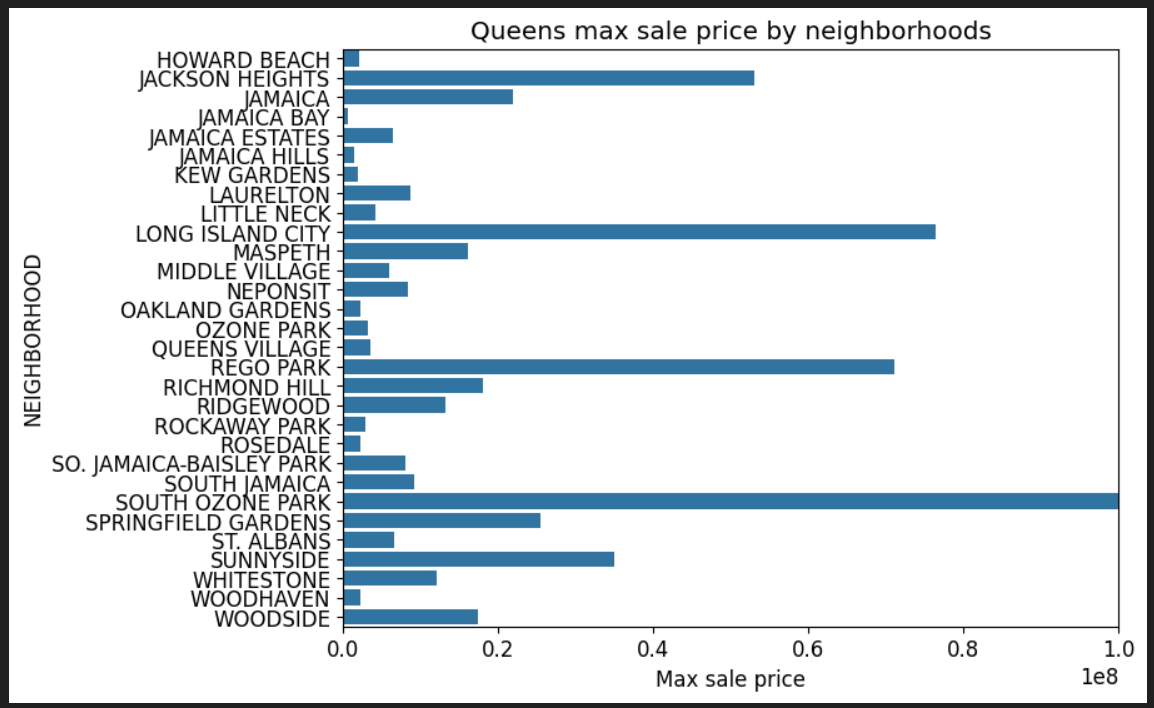 Queens max sale price by neighborhoods
NEIGHBORHOOD
HOWARD BEACH
JACKSON HEIGHTS
JAMAICA
JAMAICA BAY
JAMAICA ESTATES
JAMAICA HILLS
KEW GARDENS
LAURELTON
LITTLE NECK
LONG ISLAND CITY
MASPETH
MIDDLE VILLAGE
NEPONSIT
OAKLAND GARDENS
OZONE PARK
QUEENS VILLAGE
REGO PARK
RICHMOND HILL
RIDGEWOOD
ROCKAWAY PARK
ROSEDALE
SO. JAMAICA-BAISLEY PARK
SOUTH JAMAICA
SOUTH OZONE PARK
SPRINGFIELD GARDENS
ST. ALBANS
SUNNYSIDE
WHITESTONE
WOODHAVEN
WOODSIDE
0.0 0.2 0.4 0.6 0.8 1.0
Max sale price
1e8